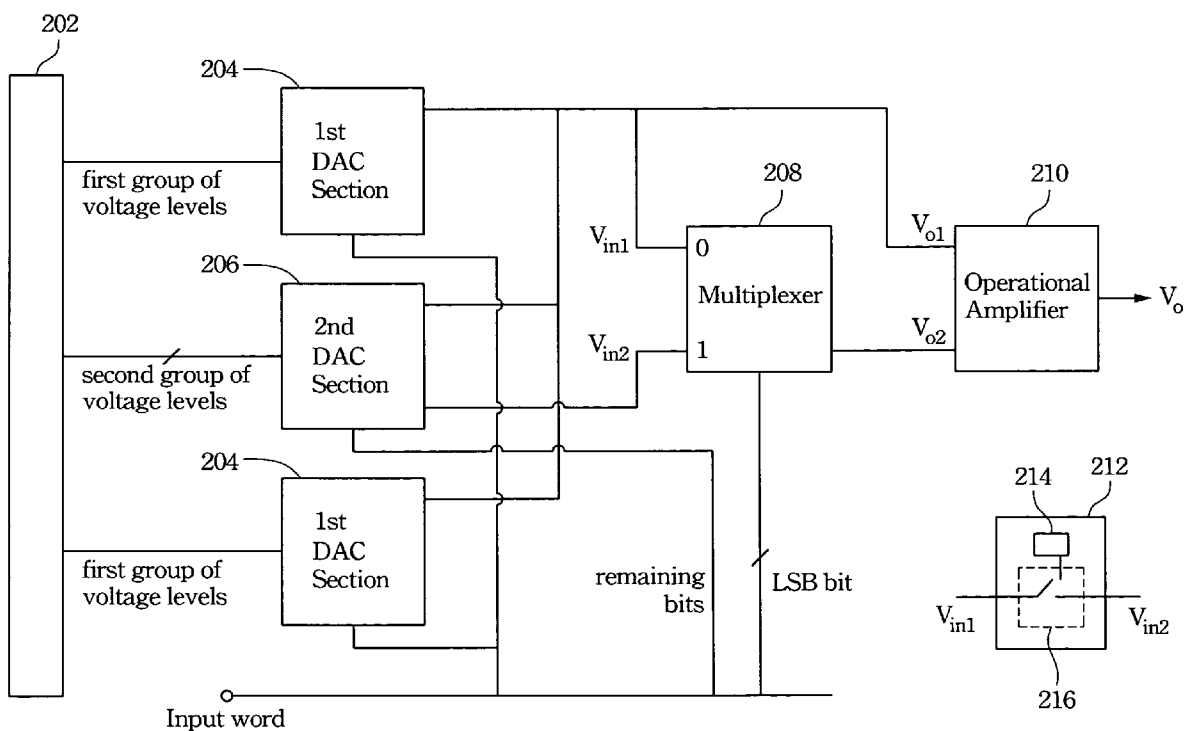 202
204
1st
DAC
Section
first group of
voltage levels
208
210
V_in1
0
Multiplexer
V_in2
1
V_o1
V_o2
Operational
Amplifier
V_o
206
2nd
DAC
Section
second group of
voltage levels
204
1st
DAC
Section
first group of
voltage levels
remaining
bits
LSB bit
214
212
V_in1
V_in2
216
Input word